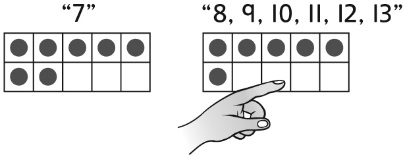 “7”
“8, 9, 10, 11, 12, 13”